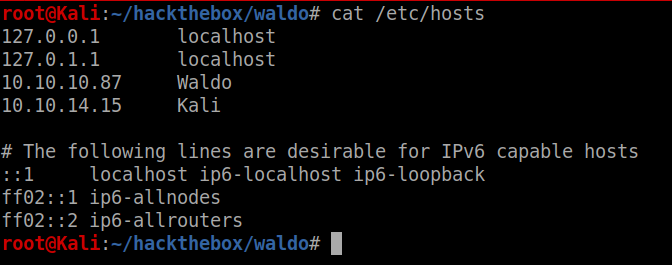 root@Kali:~/hackthebox/waldo# cat /etc/hosts
127.0.0.1       localhost
127.0.1.1       localhost
10.10.10.87     Waldo
10.10.14.15     Kali

# The following lines are desirable for IPv6 capable hosts
::1     localhost ip6-localhost ip6-loopback
ff02::1 ip6-allnodes
ff02::2 ip6-allrouters
root@Kali:~/hackthebox/waldo#